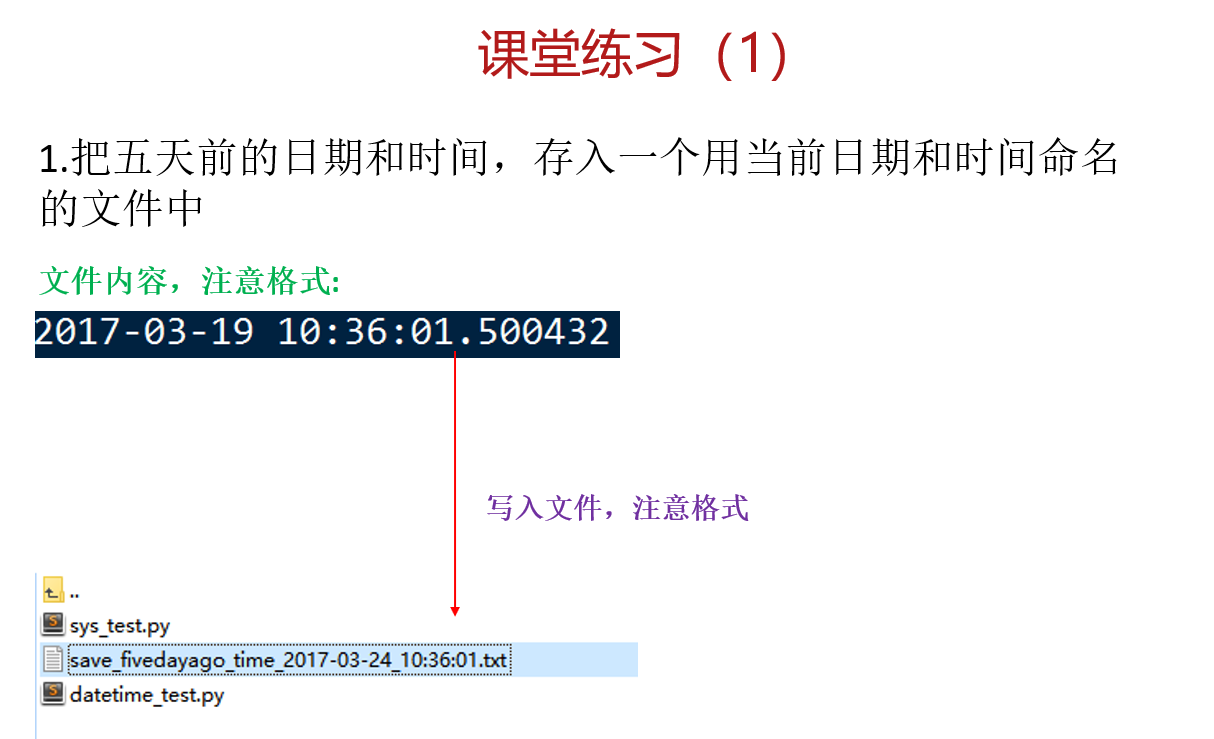 课堂练习（1）
1.把五天前的日期和时间，存入一个用当前日期和时间命名
的文件中
文件内容，注意格式:
2017-03-19 10:36:01.500432
写入文件，注意格式
..
sys_test.py
save_fivedayago_time_2017-03-24_10:36:01.txt
datetime_test.py